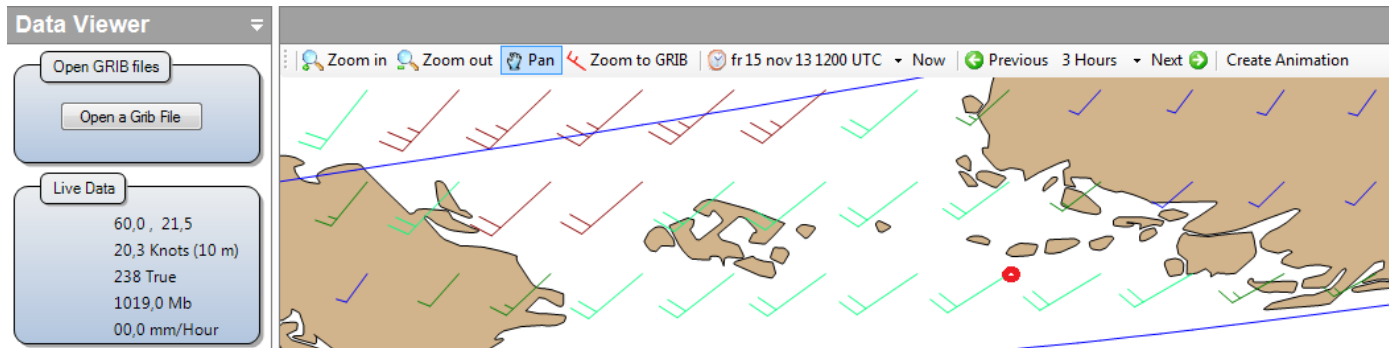 Data Viewer
Open GRIB files
Open a Grib File
Live Data
60,0 , 21,5
20,3 Knots (10 m)
238 True
1019,0 Mb
00,0 mm/Hour
Zoom in Zoom out Pan Zoom to GRIB fr 15 nov 13 1200 UTC Now Previous 3 Hours Next Create Animation